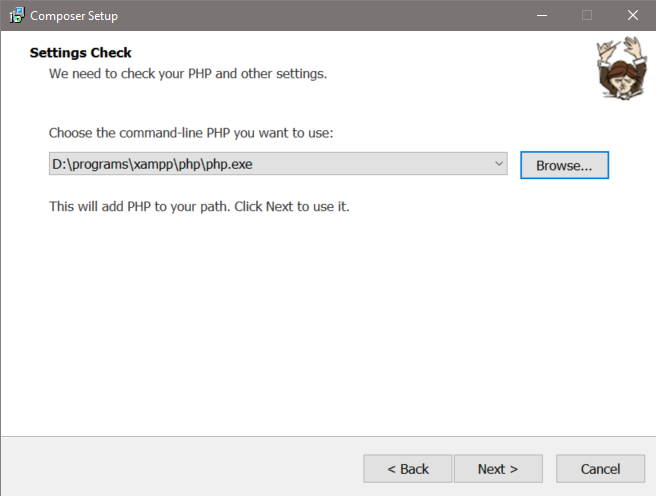 Composer Setup
Settings Check
We need to check your PHP and other settings.
Choose the command-line PHP you want to use:
D:\programs\xampp\php\php.exe
Browse...
This will add PHP to your path. Click Next to use it.
< Back
Next >
Cancel